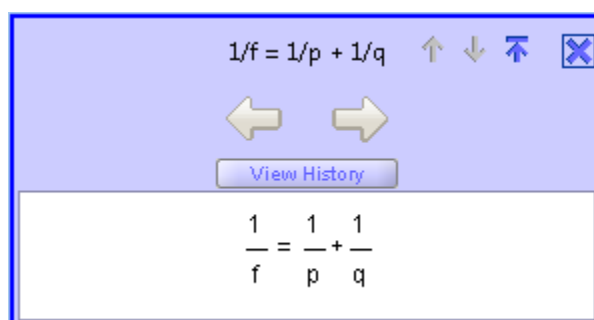 1/f = 1/p + 1/q
View History
1/f = 1/p + 1/q